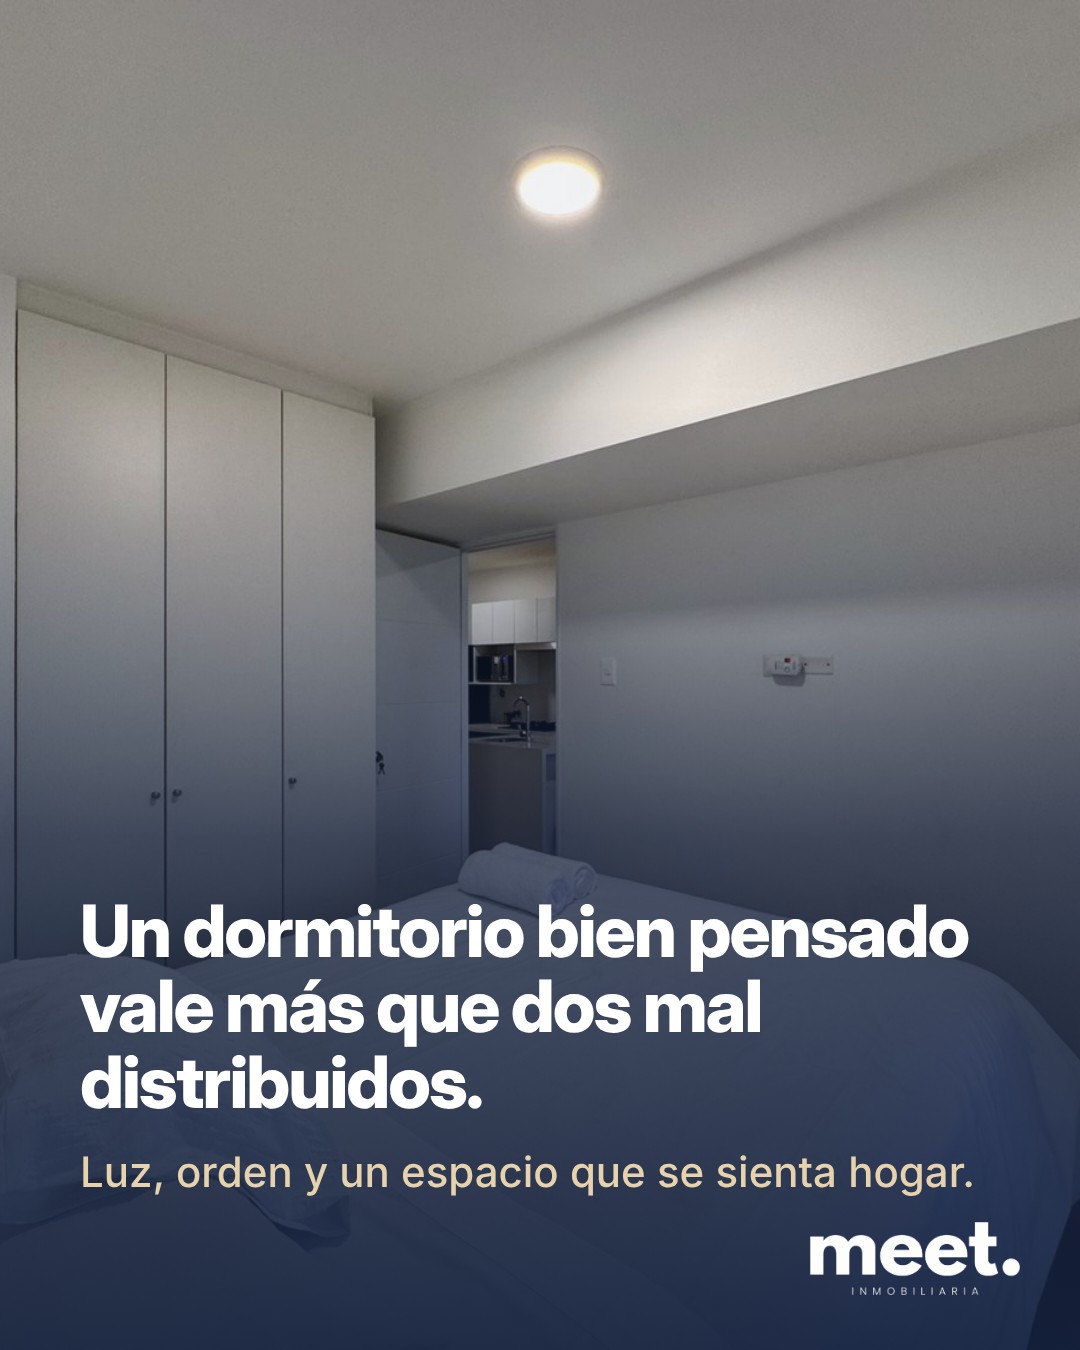 Un dormitorio bien pensado
vale más que dos mal
distribuidos.
Luz, orden y un espacio que se sienta hogar.
meet.
INMOBILIARIA